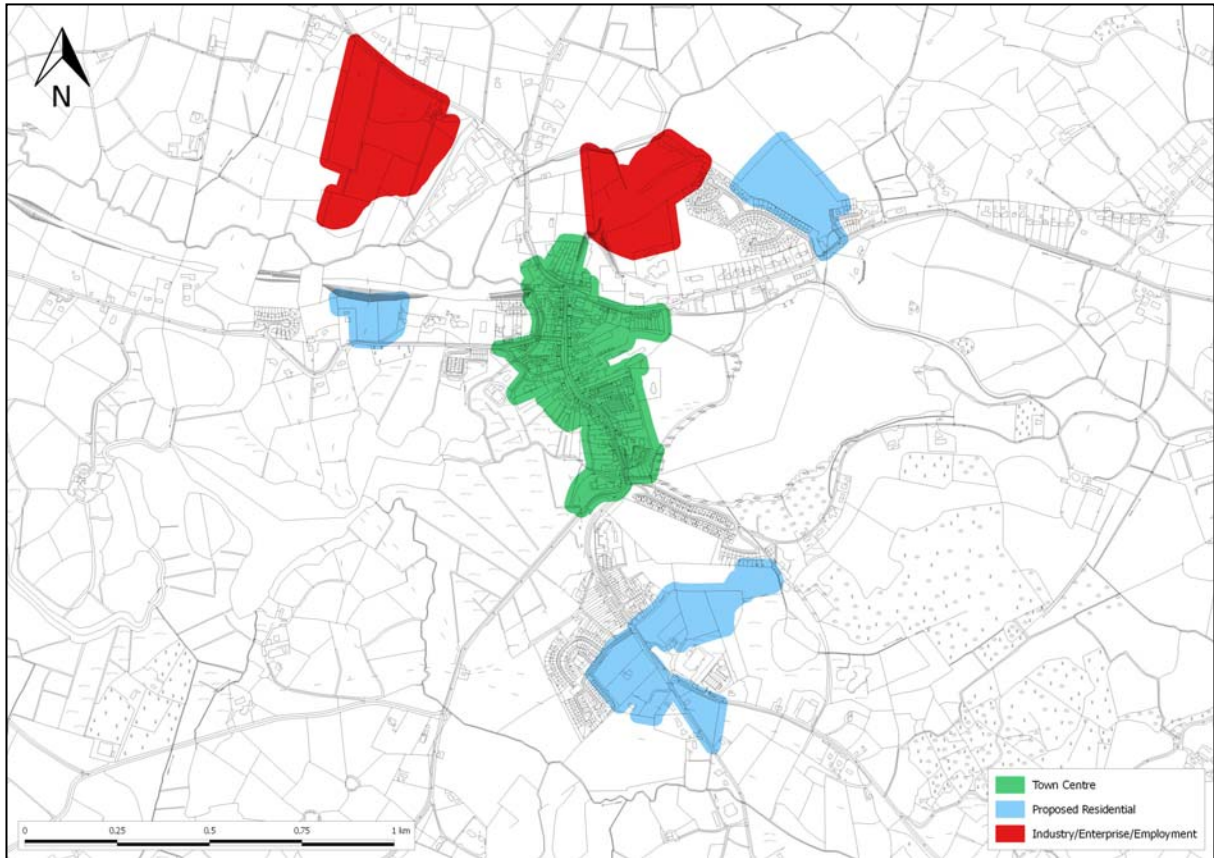 N
Town Centre
Proposed Residential
Industry/Enterprise/Employment
0 0.25 0.5 0.75 1 km